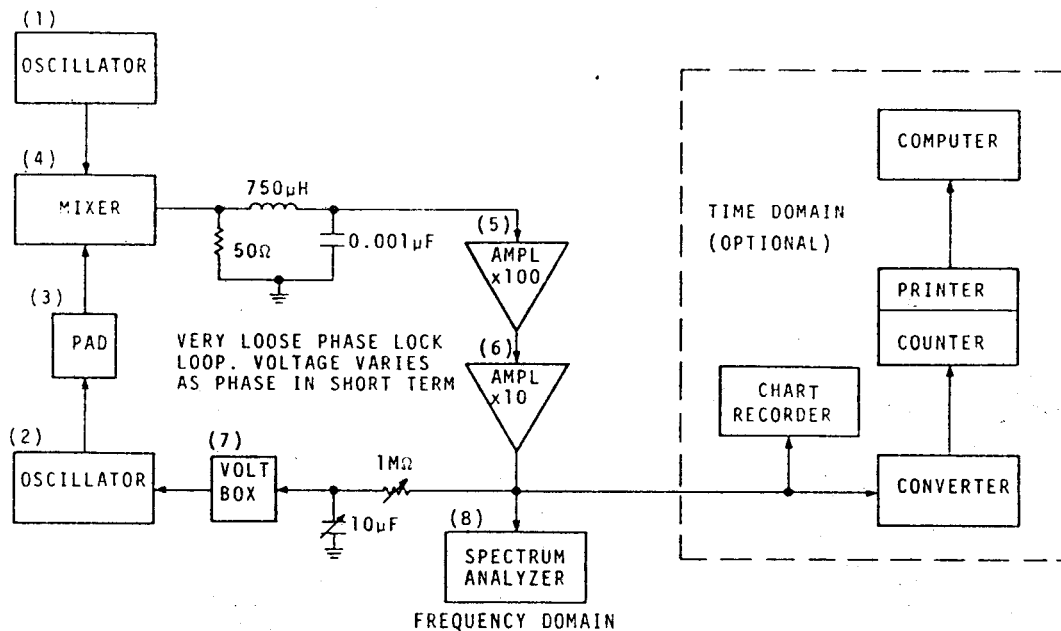 (1)
OSCILLATOR
(4)
MIXER
750μH
50Ω
0.001μF
(3)
PAD
VERY LOOSE PHASE LOCK
LOOP. VOLTAGE VARIES
AS PHASE IN SHORT TERM
(5)
AMPL
x100
(6)
AMPL
x10
(2)
OSCILLATOR
(7)
VOLT
BOX
1MΩ
10μF
(8)
SPECTRUM
ANALYZER
FREQUENCY DOMAIN
TIME DOMAIN
(OPTIONAL)
COMPUTER
PRINTER
COUNTER
CHART
RECORDER
CONVERTER